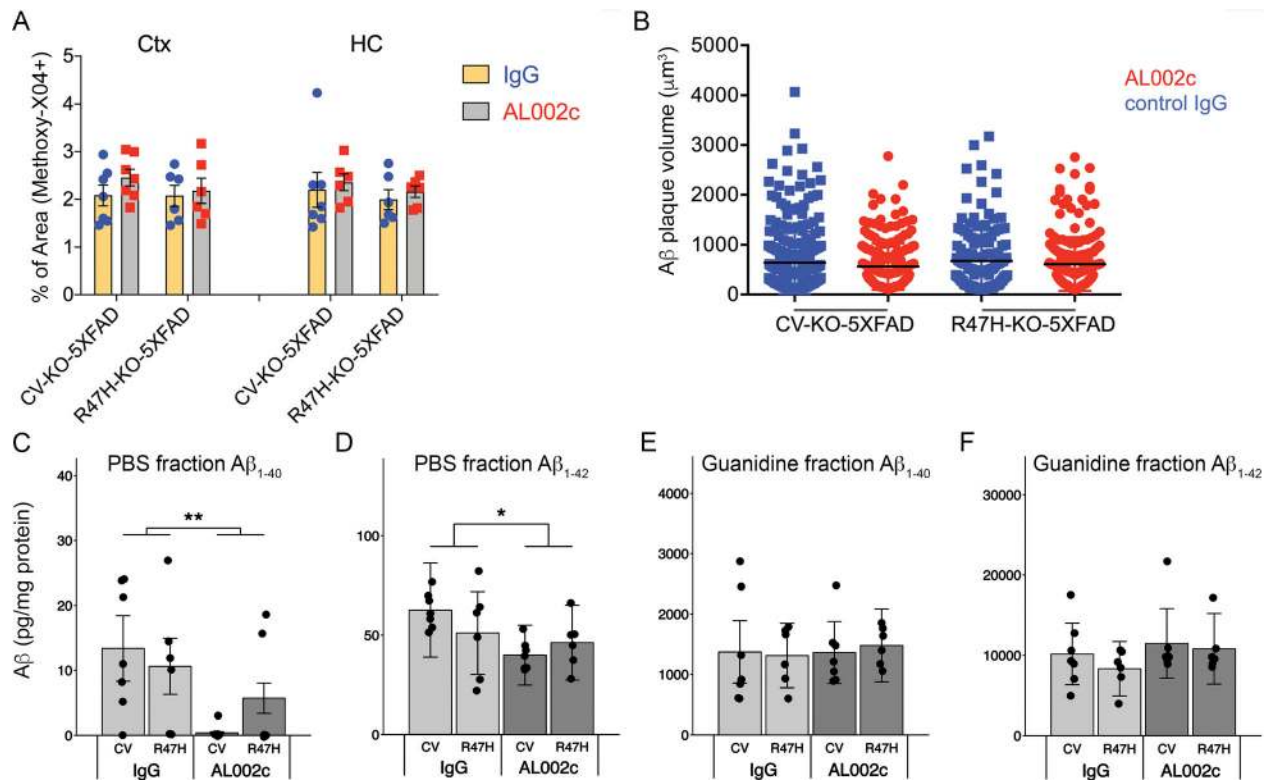 A
Ctx
HC
% of Area (Methoxy-X04+)
5
4
3
2
1
0
IgG
AL002c
CV-KO-5XFAD
R47H-KO-5XFAD
CV-KO-5XFAD
R47H-KO-5XFAD
B
Aβ plaque volume (μm³)
5000
4000
3000
2000
1000
0
AL002c
control IgG
CV-KO-5XFAD
R47H-KO-5XFAD
C
PBS fraction Aβ1-40
Aβ (pg/mg protein)
40
30
20
10
0
**
CV R47H CV R47H
IgG AL002c
D
PBS fraction Aβ1-42
100
50
0
*
CV R47H CV R47H
IgG AL002c
E
Guanidine fraction Aβ1-40
4000
3000
2000
1000
0
CV R47H CV R47H
IgG AL002c
F
Guanidine fraction Aβ1-42
30000
20000
10000
0
CV R47H CV R47H
IgG AL002c